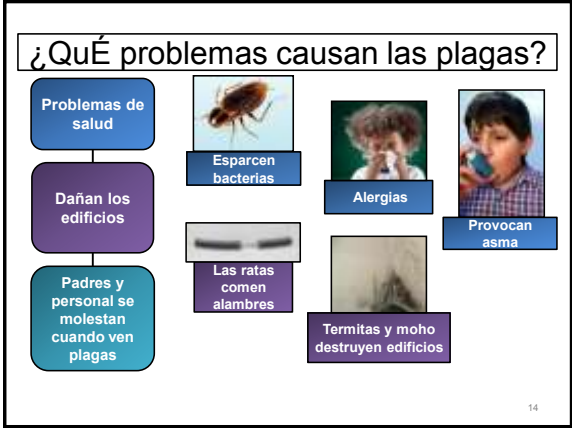 ¿QuÉ problemas causan las plagas?
Problemas de
salud
Dañan los
edificios
Padres y
personal se
molestan
cuando ven
plagas
Esparcen
bacterias
Alergias
Provocan
asma
Las ratas
comen
alambres
Termitas y moho
destruyen edificios
14